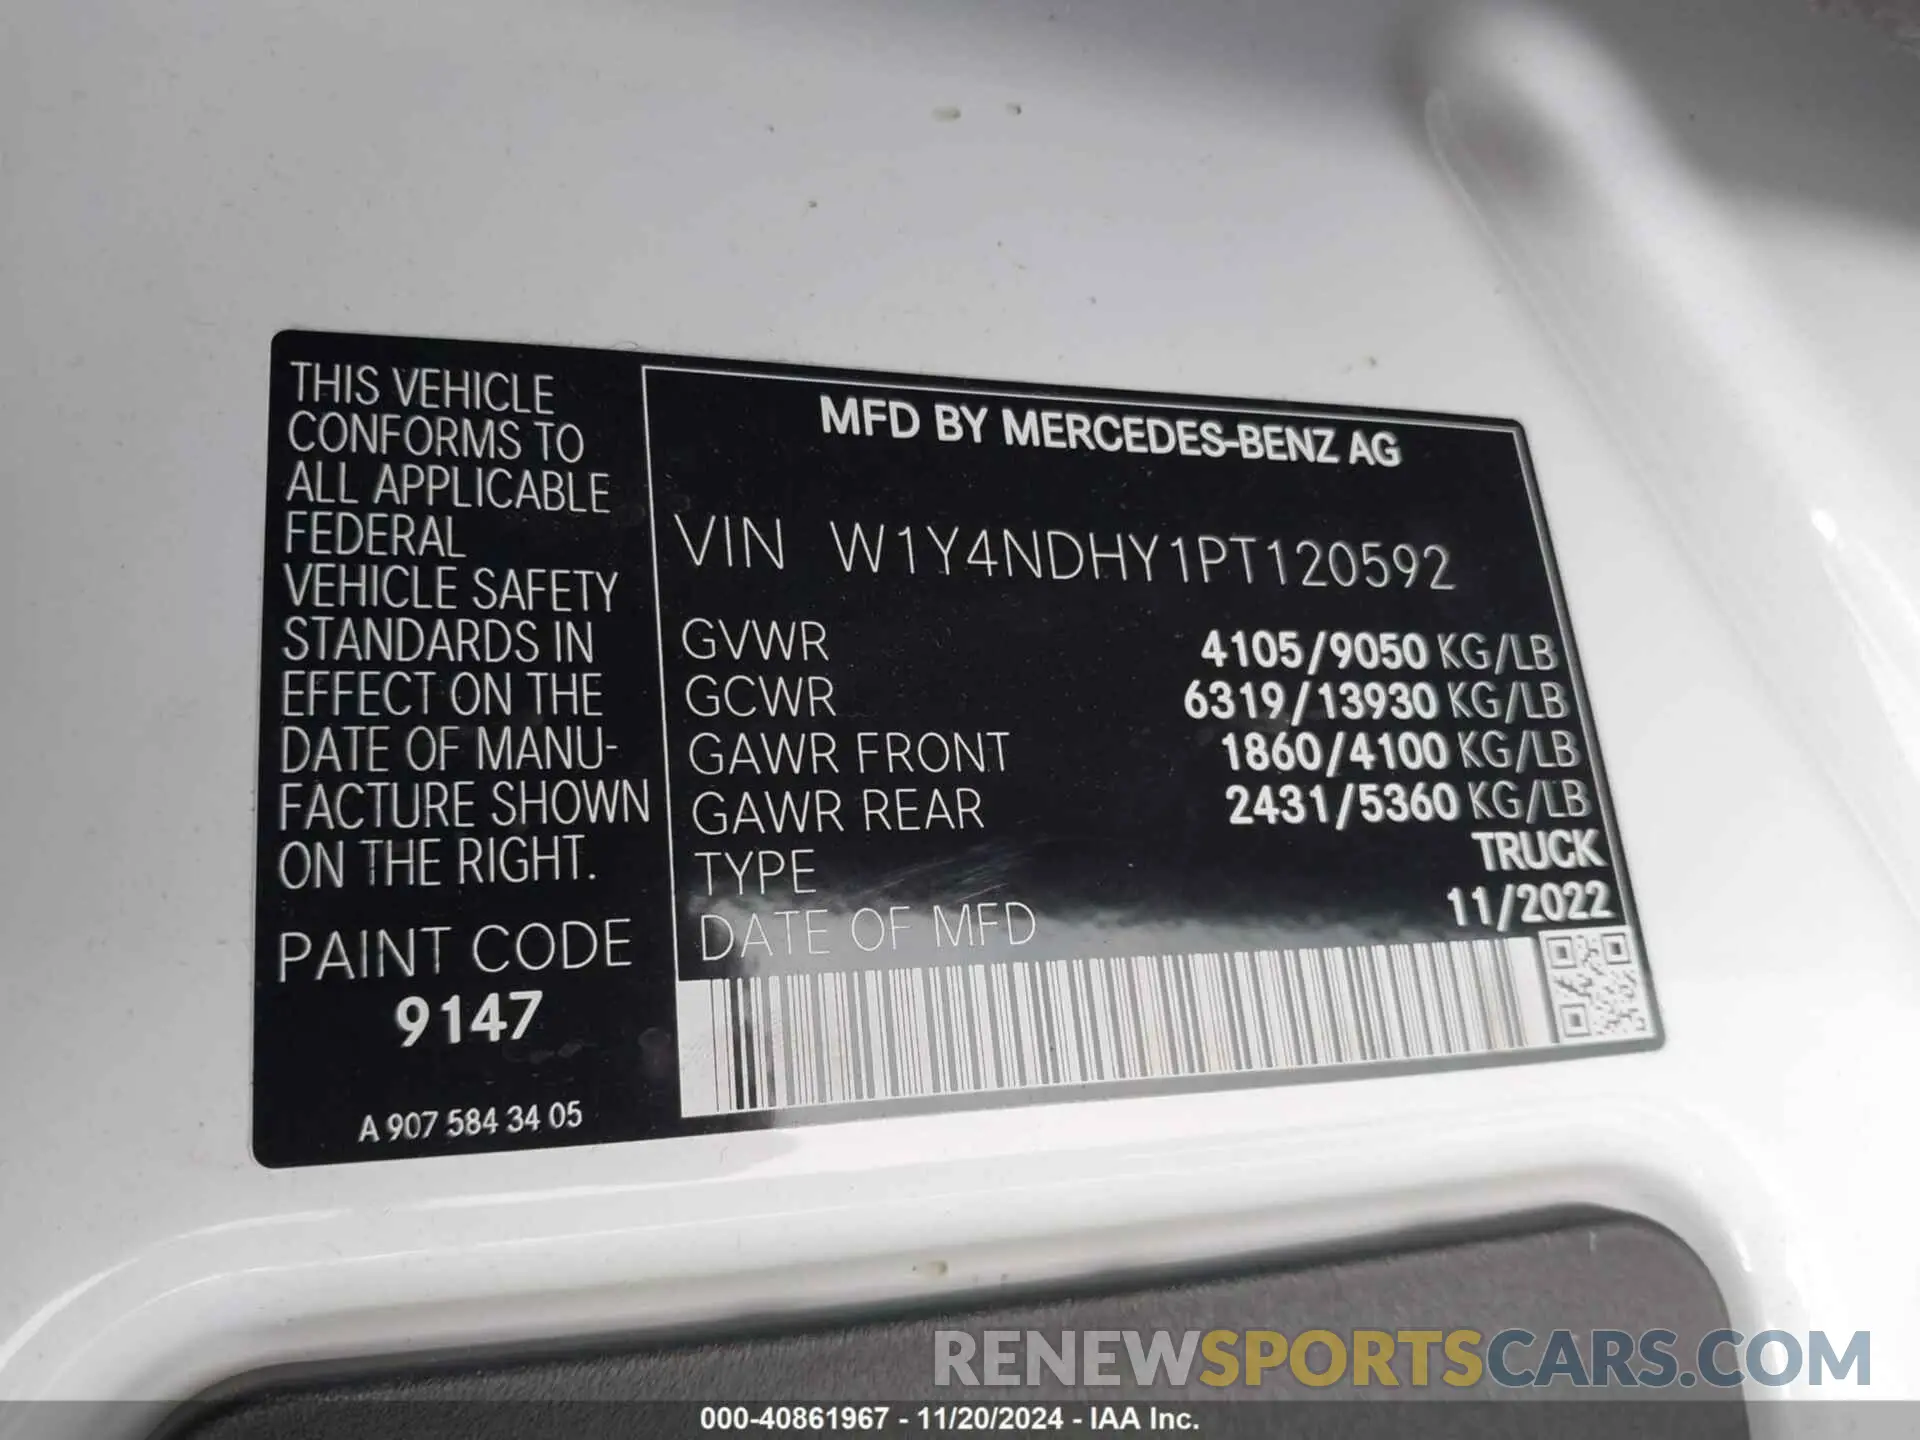 THIS VEHICLE
CONFORMS TO
ALL APPLICABLE
FEDERAL
VEHICLE SAFETY
STANDARDS IN
EFFECT ON THE
DATE OF MANU-
FACTURE SHOWN
ON THE RIGHT.
PAINT CODE
9147
A 907 584 34 05
MFD BY MERCEDES-BENZ AG
VIN W1Y4NDHY1PT120592
GVWR 4105/9050 KG/LB
GCWR 6319/13930 KG/LB
GAWR FRONT 1860/4100 KG/LB
GAWR REAR 2431/5360 KG/LB
TYPE TRUCK
DATE OF MFD 11/2022
RENEWSPORTSCARS.COM
000-40861967 - 11/20/2024 - IAA Inc.